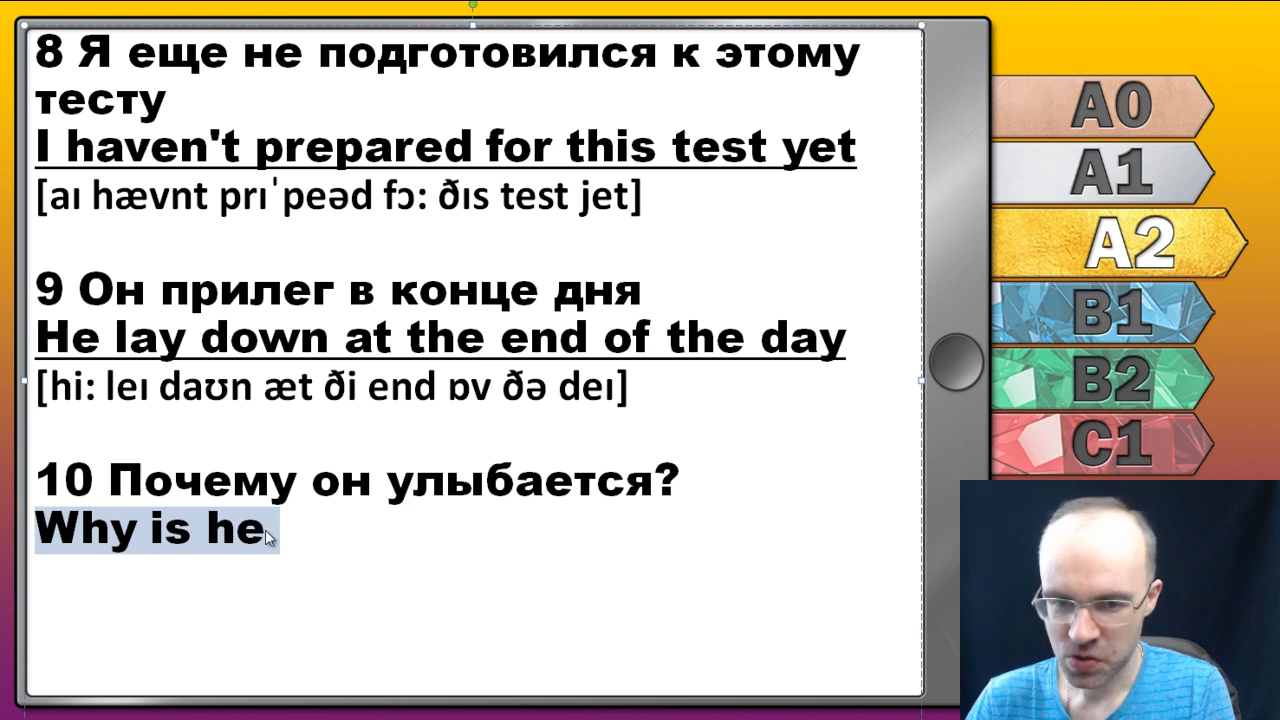 8 Я еще не подготовился к этому
тесту
I haven't prepared for this test yet
[aɪ hævnt prɪˈpeəd fɔ: ðɪs test jet]
9 Он прилег в конце дня
He lay down at the end of the day
[hi: leɪ daʊn æt ði end ɒv ðə deɪ]
10 Почему он улыбается?
Why is he
A0
A1
A2
B1
B2
C1